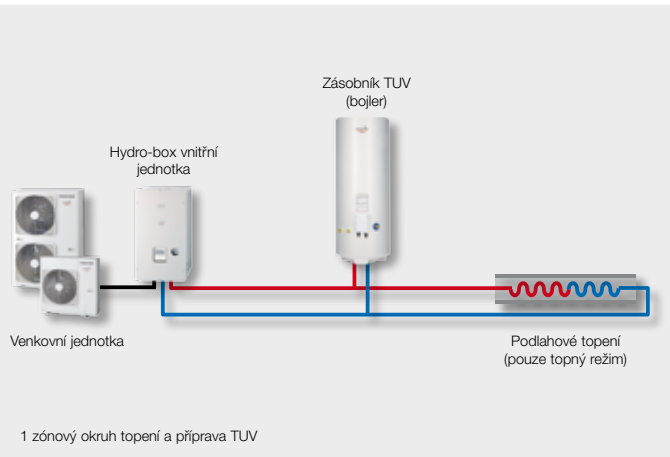 Zásobník TUV
(bojler)
Hydro-box vnitřní
jednotka
Venkovní jednotka
Podlahové topení
(pouze topný režim)
1 zónový okruh topení a příprava TUV